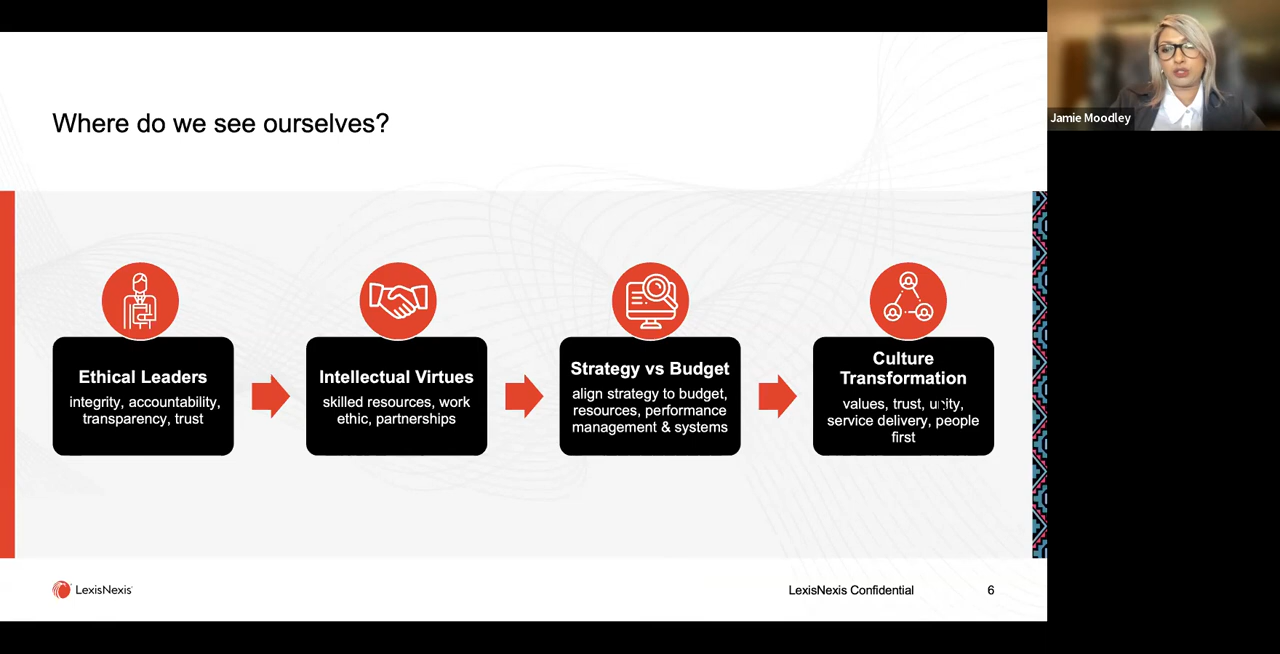 Where do we see ourselves?
Jamie Moodley
Ethical Leaders
integrity, accountability,
transparency, trust
Intellectual Virtues
skilled resources, work
ethic, partnerships
Strategy vs Budget
align strategy to budget,
resources, performance
management & systems
Culture
Transformation
values, trust, unity,
service delivery, people
first
LexisNexis
LexisNexis Confidential
6